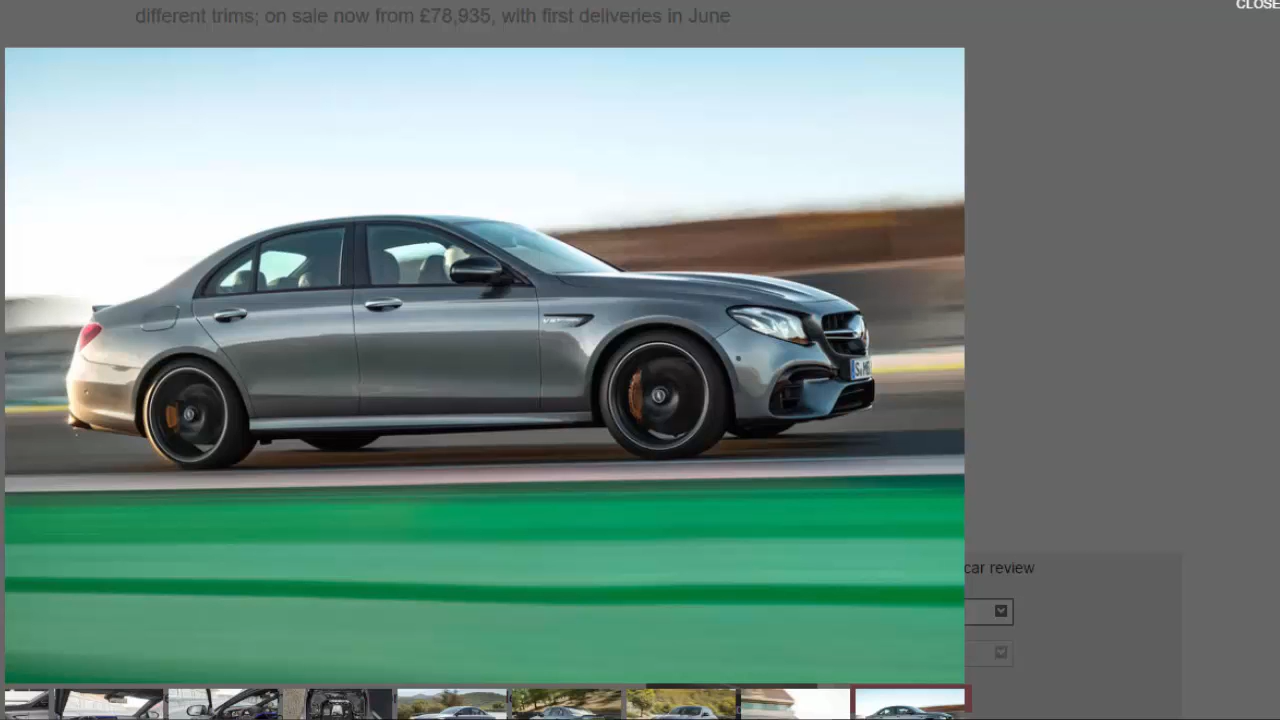 different trims; on sale now from £78,935, with first deliveries in June
CLOSE
car review